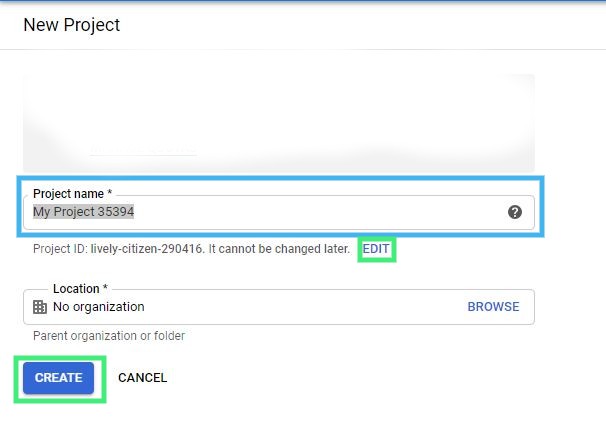 New Project
Project name *
My Project 35394
Project ID: lively-citizen-290416. It cannot be changed later. EDIT
Location *
No organization BROWSE
Parent organization or folder
CREATE CANCEL